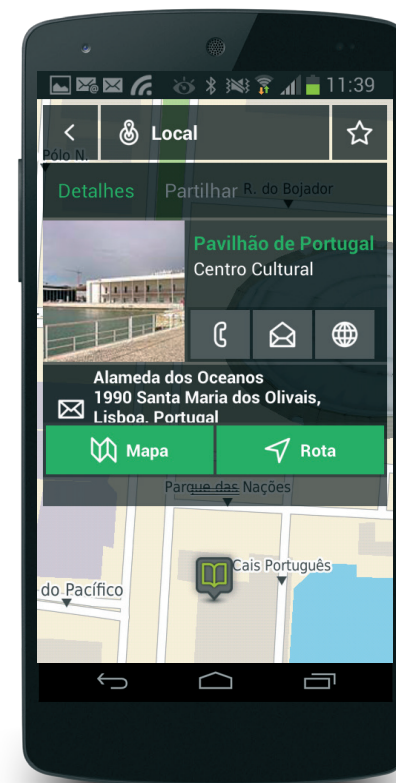 11:39
Local
Pólo N.
Detalhes
Partilhar
R. do Bojador
Pavilhão de Portugal
Centro Cultural
Alameda dos Oceanos
1990 Santa Maria dos Olivais,
Lisboa, Portugal
Mapa
Rota
Parque das Nações
Cais Português
do Pacífico